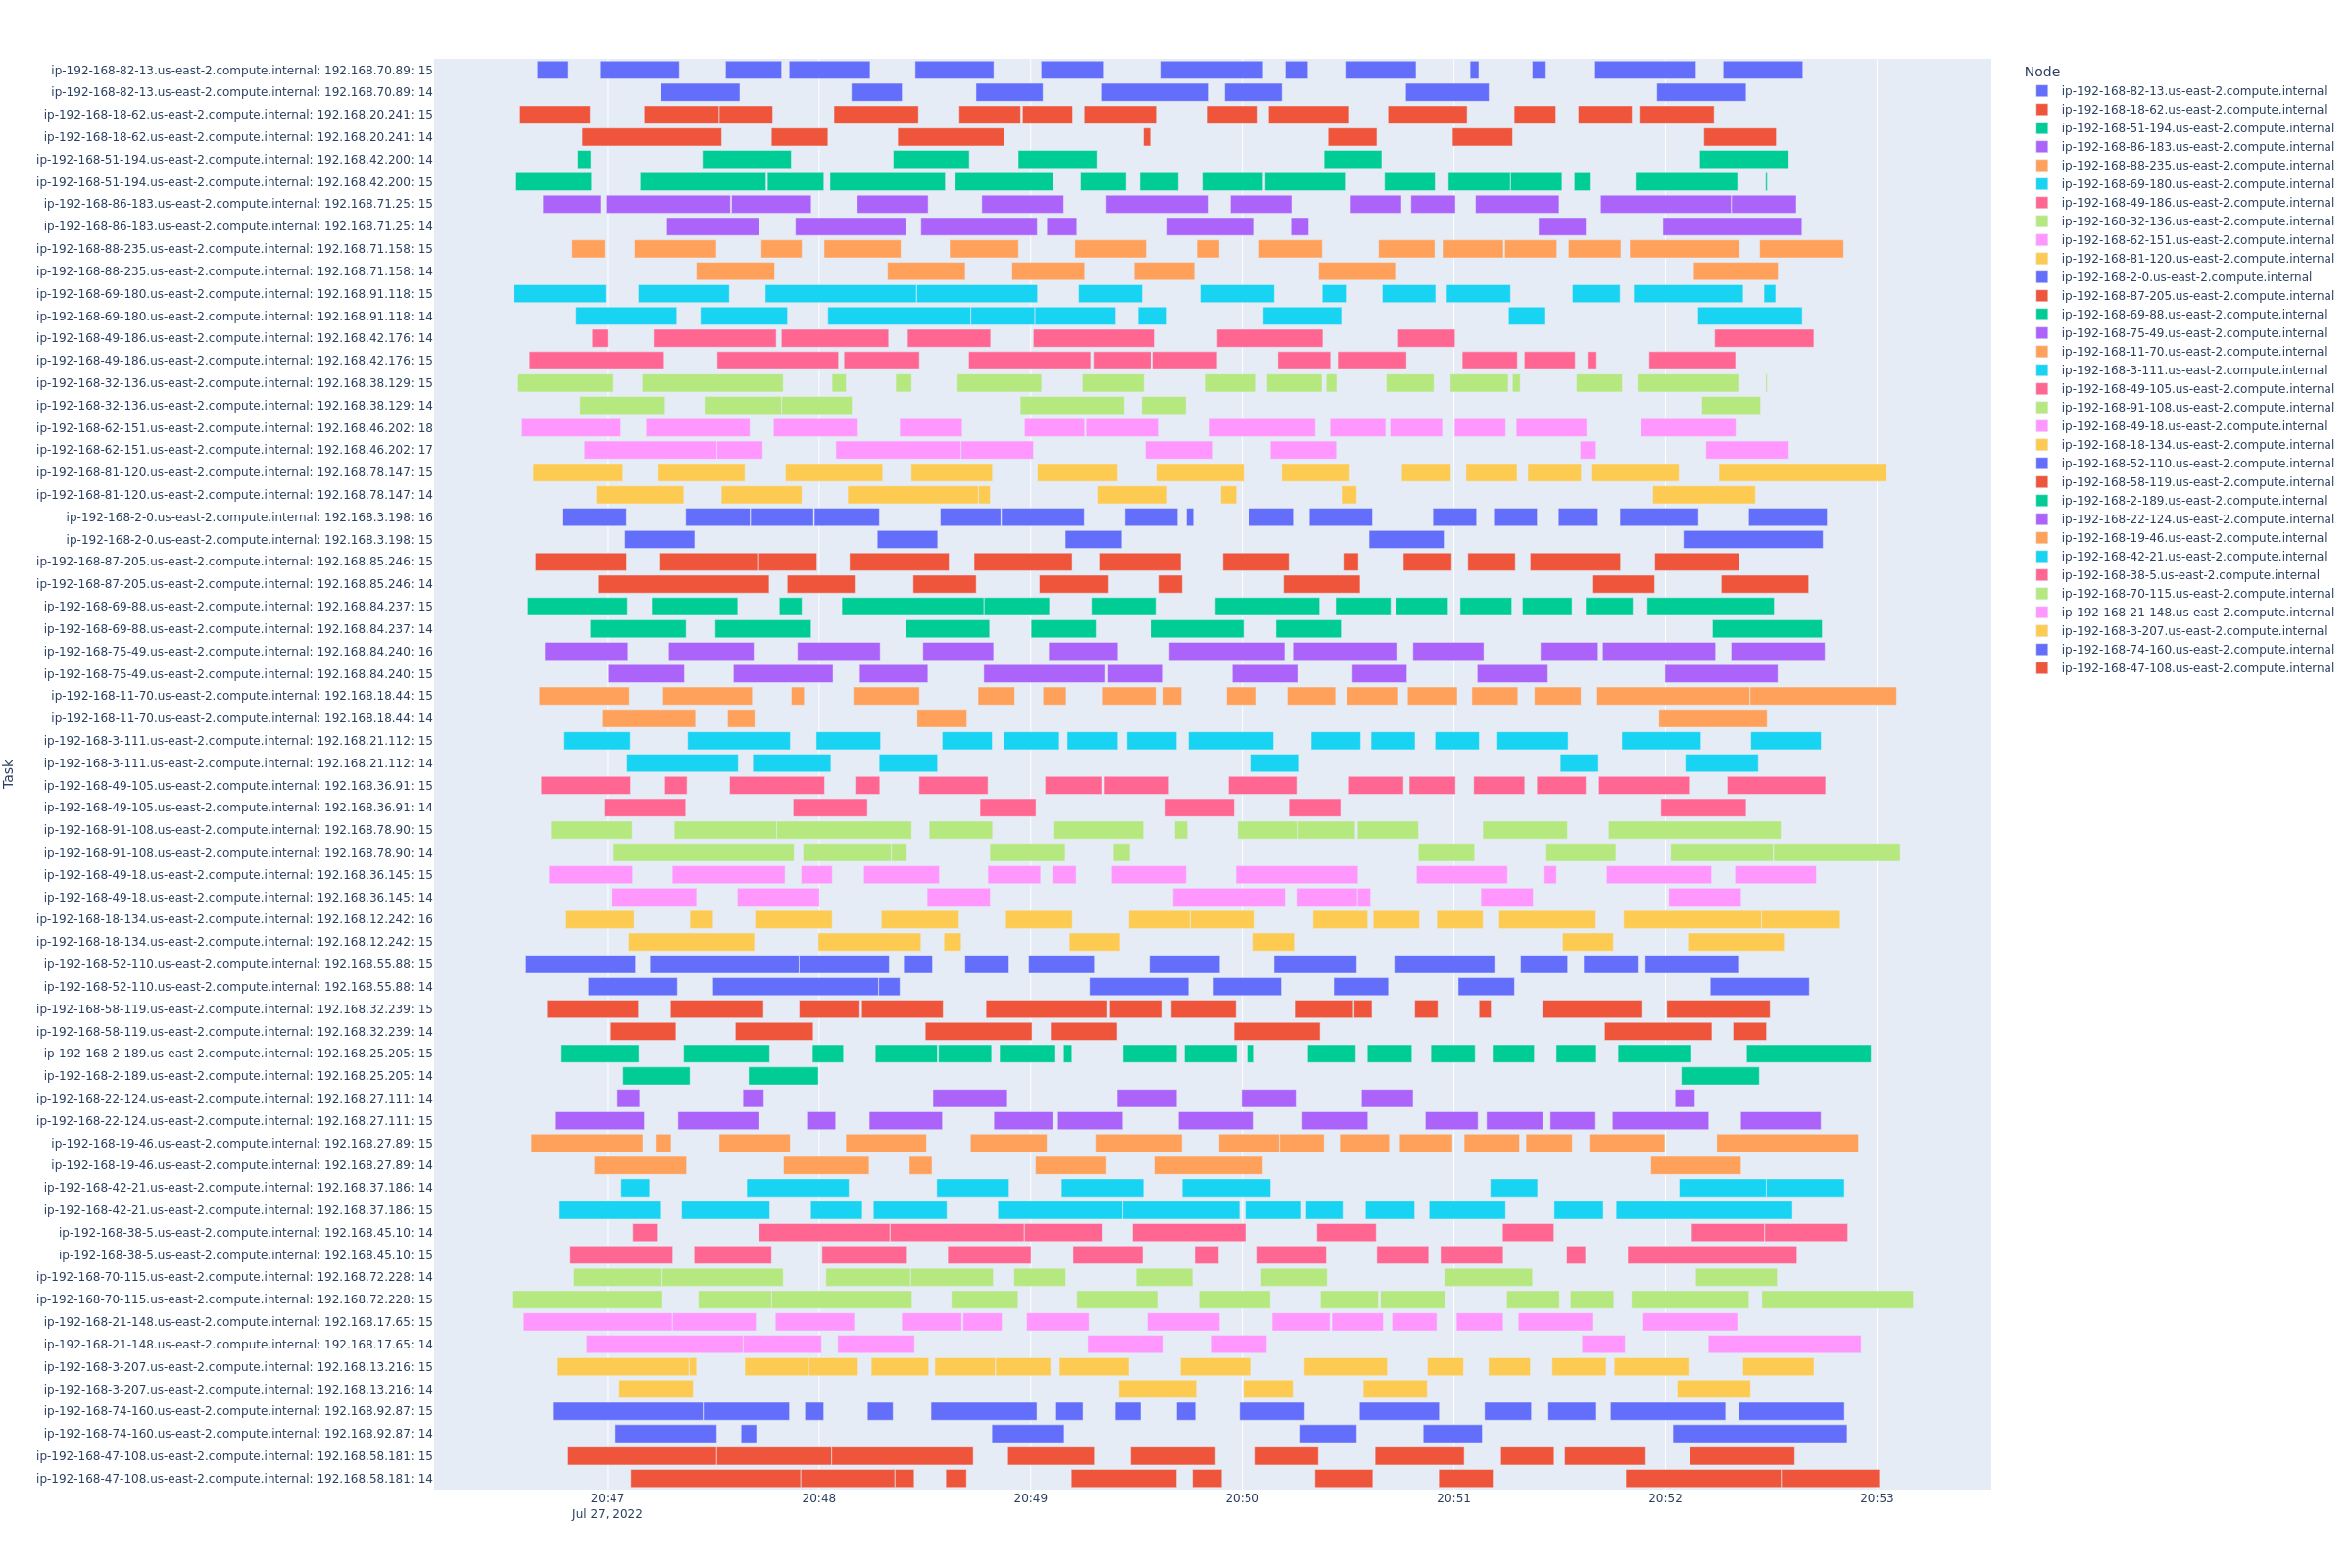 ip-192-168-82-13.us-east-2.compute.internal: 192.168.70.89: 15
ip-192-168-82-13.us-east-2.compute.internal: 192.168.70.89: 14
ip-192-168-18-62.us-east-2.compute.internal: 192.168.20.241: 15
ip-192-168-18-62.us-east-2.compute.internal: 192.168.20.241: 14
ip-192-168-51-194.us-east-2.compute.internal: 192.168.42.200: 14
ip-192-168-51-194.us-east-2.compute.internal: 192.168.42.200: 15
ip-192-168-86-183.us-east-2.compute.internal: 192.168.71.25: 15
ip-192-168-86-183.us-east-2.compute.internal: 192.168.71.25: 14
ip-192-168-88-235.us-east-2.compute.internal: 192.168.71.158: 15
ip-192-168-88-235.us-east-2.compute.internal: 192.168.71.158: 14
ip-192-168-69-180.us-east-2.compute.internal: 192.168.91.118: 15
ip-192-168-69-180.us-east-2.compute.internal: 192.168.91.118: 14
ip-192-168-49-186.us-east-2.compute.internal: 192.168.42.176: 14
ip-192-168-49-186.us-east-2.compute.internal: 192.168.42.176: 15
ip-192-168-32-136.us-east-2.compute.internal: 192.168.38.129: 15
ip-192-168-32-136.us-east-2.compute.internal: 192.168.38.129: 14
ip-192-168-62-151.us-east-2.compute.internal: 192.168.46.202: 18
ip-192-168-62-151.us-east-2.compute.internal: 192.168.46.202: 17
ip-192-168-81-120.us-east-2.compute.internal: 192.168.78.147: 15
ip-192-168-81-120.us-east-2.compute.internal: 192.168.78.147: 14
ip-192-168-2-0.us-east-2.compute.internal: 192.168.3.198: 16
ip-192-168-2-0.us-east-2.compute.internal: 192.168.3.198: 15
ip-192-168-87-205.us-east-2.compute.internal: 192.168.85.246: 15
ip-192-168-87-205.us-east-2.compute.internal: 192.168.85.246: 14
ip-192-168-69-88.us-east-2.compute.internal: 192.168.84.237: 15
ip-192-168-69-88.us-east-2.compute.internal: 192.168.84.237: 14
ip-192-168-75-49.us-east-2.compute.internal: 192.168.84.240: 16
ip-192-168-75-49.us-east-2.compute.internal: 192.168.84.240: 15
ip-192-168-11-70.us-east-2.compute.internal: 192.168.18.44: 15
ip-192-168-11-70.us-east-2.compute.internal: 192.168.18.44: 14
ip-192-168-3-111.us-east-2.compute.internal: 192.168.21.112: 15
ip-192-168-3-111.us-east-2.compute.internal: 192.168.21.112: 14
ip-192-168-49-105.us-east-2.compute.internal: 192.168.36.91: 15
ip-192-168-49-105.us-east-2.compute.internal: 192.168.36.91: 14
ip-192-168-91-108.us-east-2.compute.internal: 192.168.78.90: 15
ip-192-168-91-108.us-east-2.compute.internal: 192.168.78.90: 14
ip-192-168-49-18.us-east-2.compute.internal: 192.168.36.145: 15
ip-192-168-49-18.us-east-2.compute.internal: 192.168.36.145: 14
ip-192-168-18-134.us-east-2.compute.internal: 192.168.12.242: 16
ip-192-168-18-134.us-east-2.compute.internal: 192.168.12.242: 15
ip-192-168-52-110.us-east-2.compute.internal: 192.168.55.88: 15
ip-192-168-52-110.us-east-2.compute.internal: 192.168.55.88: 14
ip-192-168-58-119.us-east-2.compute.internal: 192.168.32.239: 15
ip-192-168-58-119.us-east-2.compute.internal: 192.168.32.239: 14
ip-192-168-2-189.us-east-2.compute.internal: 192.168.25.205: 15
ip-192-168-2-189.us-east-2.compute.internal: 192.168.25.205: 14
ip-192-168-22-124.us-east-2.compute.internal: 192.168.27.111: 14
ip-192-168-22-124.us-east-2.compute.internal: 192.168.27.111: 15
ip-192-168-19-46.us-east-2.compute.internal: 192.168.27.89: 15
ip-192-168-19-46.us-east-2.compute.internal: 192.168.27.89: 14
ip-192-168-42-21.us-east-2.compute.internal: 192.168.37.186: 14
ip-192-168-42-21.us-east-2.compute.internal: 192.168.37.186: 15
ip-192-168-38-5.us-east-2.compute.internal: 192.168.45.10: 14
ip-192-168-38-5.us-east-2.compute.internal: 192.168.45.10: 15
ip-192-168-70-115.us-east-2.compute.internal: 192.168.72.228: 14
ip-192-168-70-115.us-east-2.compute.internal: 192.168.72.228: 15
ip-192-168-21-148.us-east-2.compute.internal: 192.168.17.65: 15
ip-192-168-21-148.us-east-2.compute.internal: 192.168.17.65: 14
ip-192-168-3-207.us-east-2.compute.internal: 192.168.13.216: 15
ip-192-168-3-207.us-east-2.compute.internal: 192.168.13.216: 14
ip-192-168-74-160.us-east-2.compute.internal: 192.168.92.87: 15
ip-192-168-74-160.us-east-2.compute.internal: 192.168.92.87: 14
ip-192-168-47-108.us-east-2.compute.internal: 192.168.58.181: 15
ip-192-168-47-108.us-east-2.compute.internal: 192.168.58.181: 14
Task
20:47 20:48 20:49 20:50 20:51 20:52 20:53
Jul 27, 2022
Node
ip-192-168-82-13.us-east-2.compute.internal
ip-192-168-18-62.us-east-2.compute.internal
ip-192-168-51-194.us-east-2.compute.internal
ip-192-168-86-183.us-east-2.compute.internal
ip-192-168-88-235.us-east-2.compute.internal
ip-192-168-69-180.us-east-2.compute.internal
ip-192-168-49-186.us-east-2.compute.internal
ip-192-168-32-136.us-east-2.compute.internal
ip-192-168-62-151.us-east-2.compute.internal
ip-192-168-81-120.us-east-2.compute.internal
ip-192-168-2-0.us-east-2.compute.internal
ip-192-168-87-205.us-east-2.compute.internal
ip-192-168-69-88.us-east-2.compute.internal
ip-192-168-75-49.us-east-2.compute.internal
ip-192-168-11-70.us-east-2.compute.internal
ip-192-168-3-111.us-east-2.compute.internal
ip-192-168-49-105.us-east-2.compute.internal
ip-192-168-91-108.us-east-2.compute.internal
ip-192-168-49-18.us-east-2.compute.internal
ip-192-168-18-134.us-east-2.compute.internal
ip-192-168-52-110.us-east-2.compute.internal
ip-192-168-58-119.us-east-2.compute.internal
ip-192-168-2-189.us-east-2.compute.internal
ip-192-168-22-124.us-east-2.compute.internal
ip-192-168-19-46.us-east-2.compute.internal
ip-192-168-42-21.us-east-2.compute.internal
ip-192-168-38-5.us-east-2.compute.internal
ip-192-168-70-115.us-east-2.compute.internal
ip-192-168-21-148.us-east-2.compute.internal
ip-192-168-3-207.us-east-2.compute.internal
ip-192-168-74-160.us-east-2.compute.internal
ip-192-168-47-108.us-east-2.compute.internal